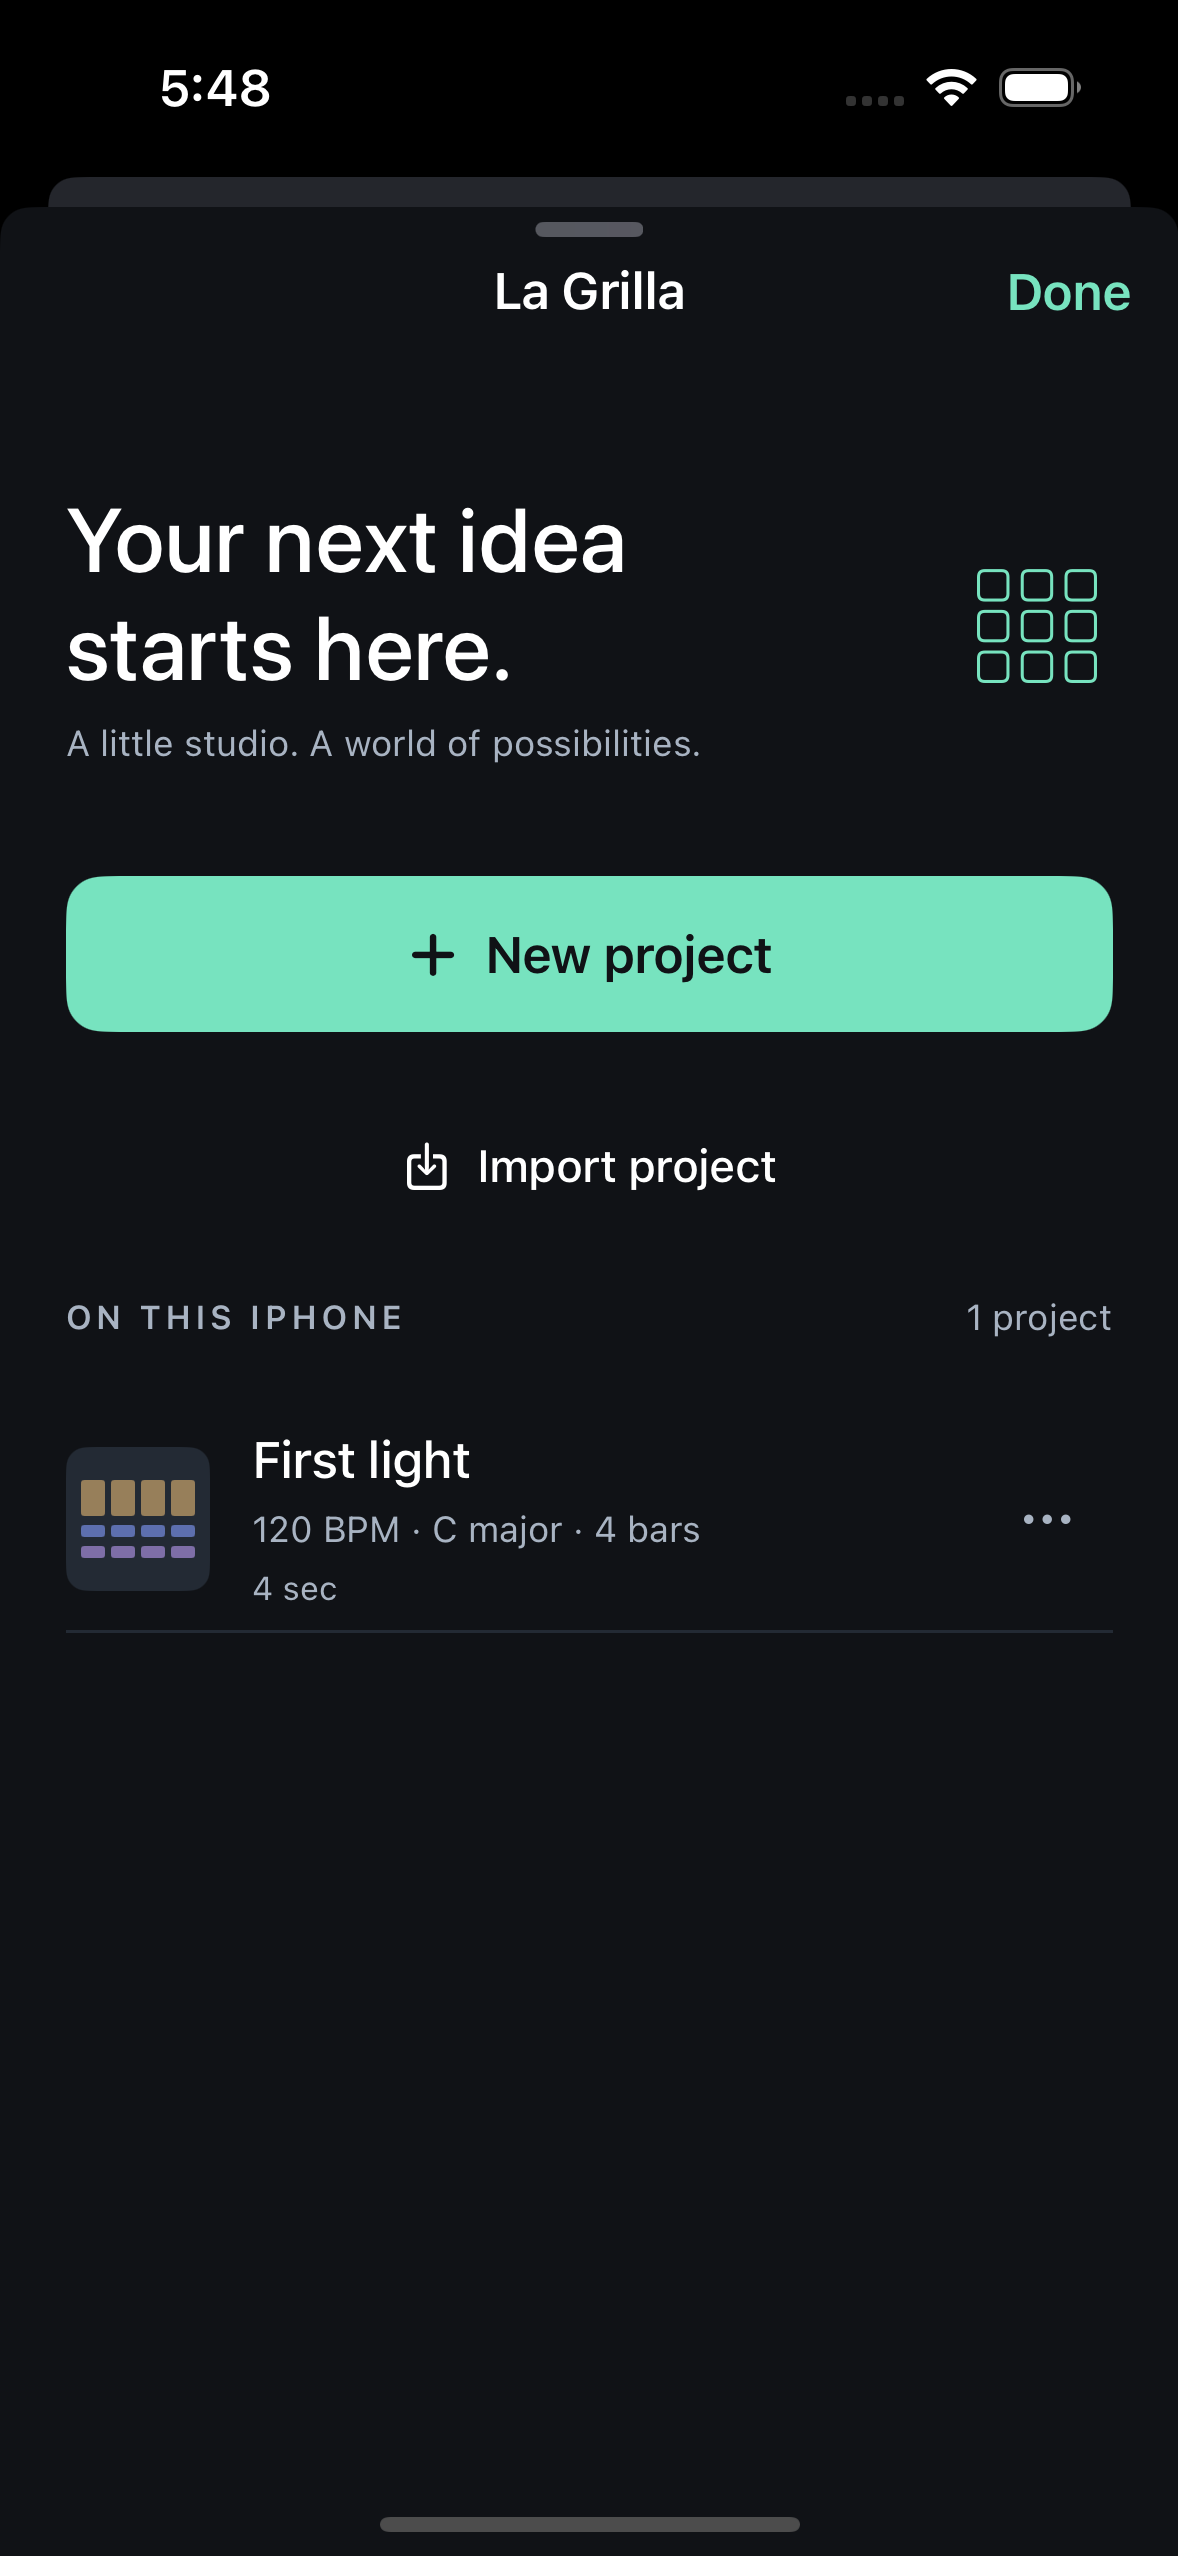 5:48
La Grilla
Done
Your next idea
starts here.
A little studio. A world of possibilities.
New project
Import project
ON THIS IPHONE
1 project
First light
120 BPM · C major · 4 bars
4 sec